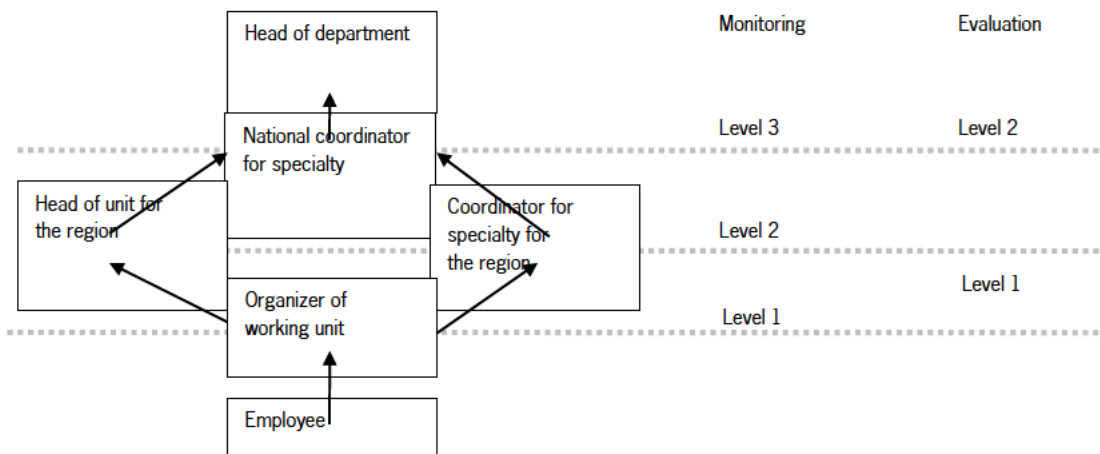 Head of department
Monitoring
Evaluation
National coordinator
for specialty
Level 3
Level 2
Head of unit for
the region
Coordinator for
specialty for
the region
Level 2
Organizer of
working unit
Level 1
Level 1
Employee